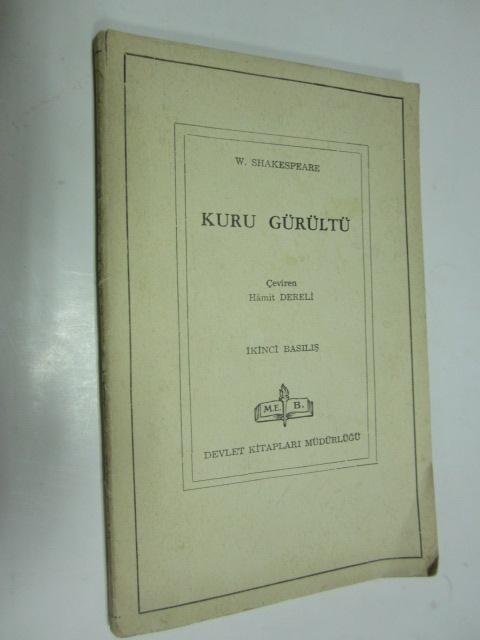 W. SHAKESPEARE
KURU GÜRÜLTÜ
Çeviren
Hâmit DERELİ
İKİNCİ BASILIŞ
M.E. B.
DEVLET KİTAPLARI MÜDÜRLÜĞÜ